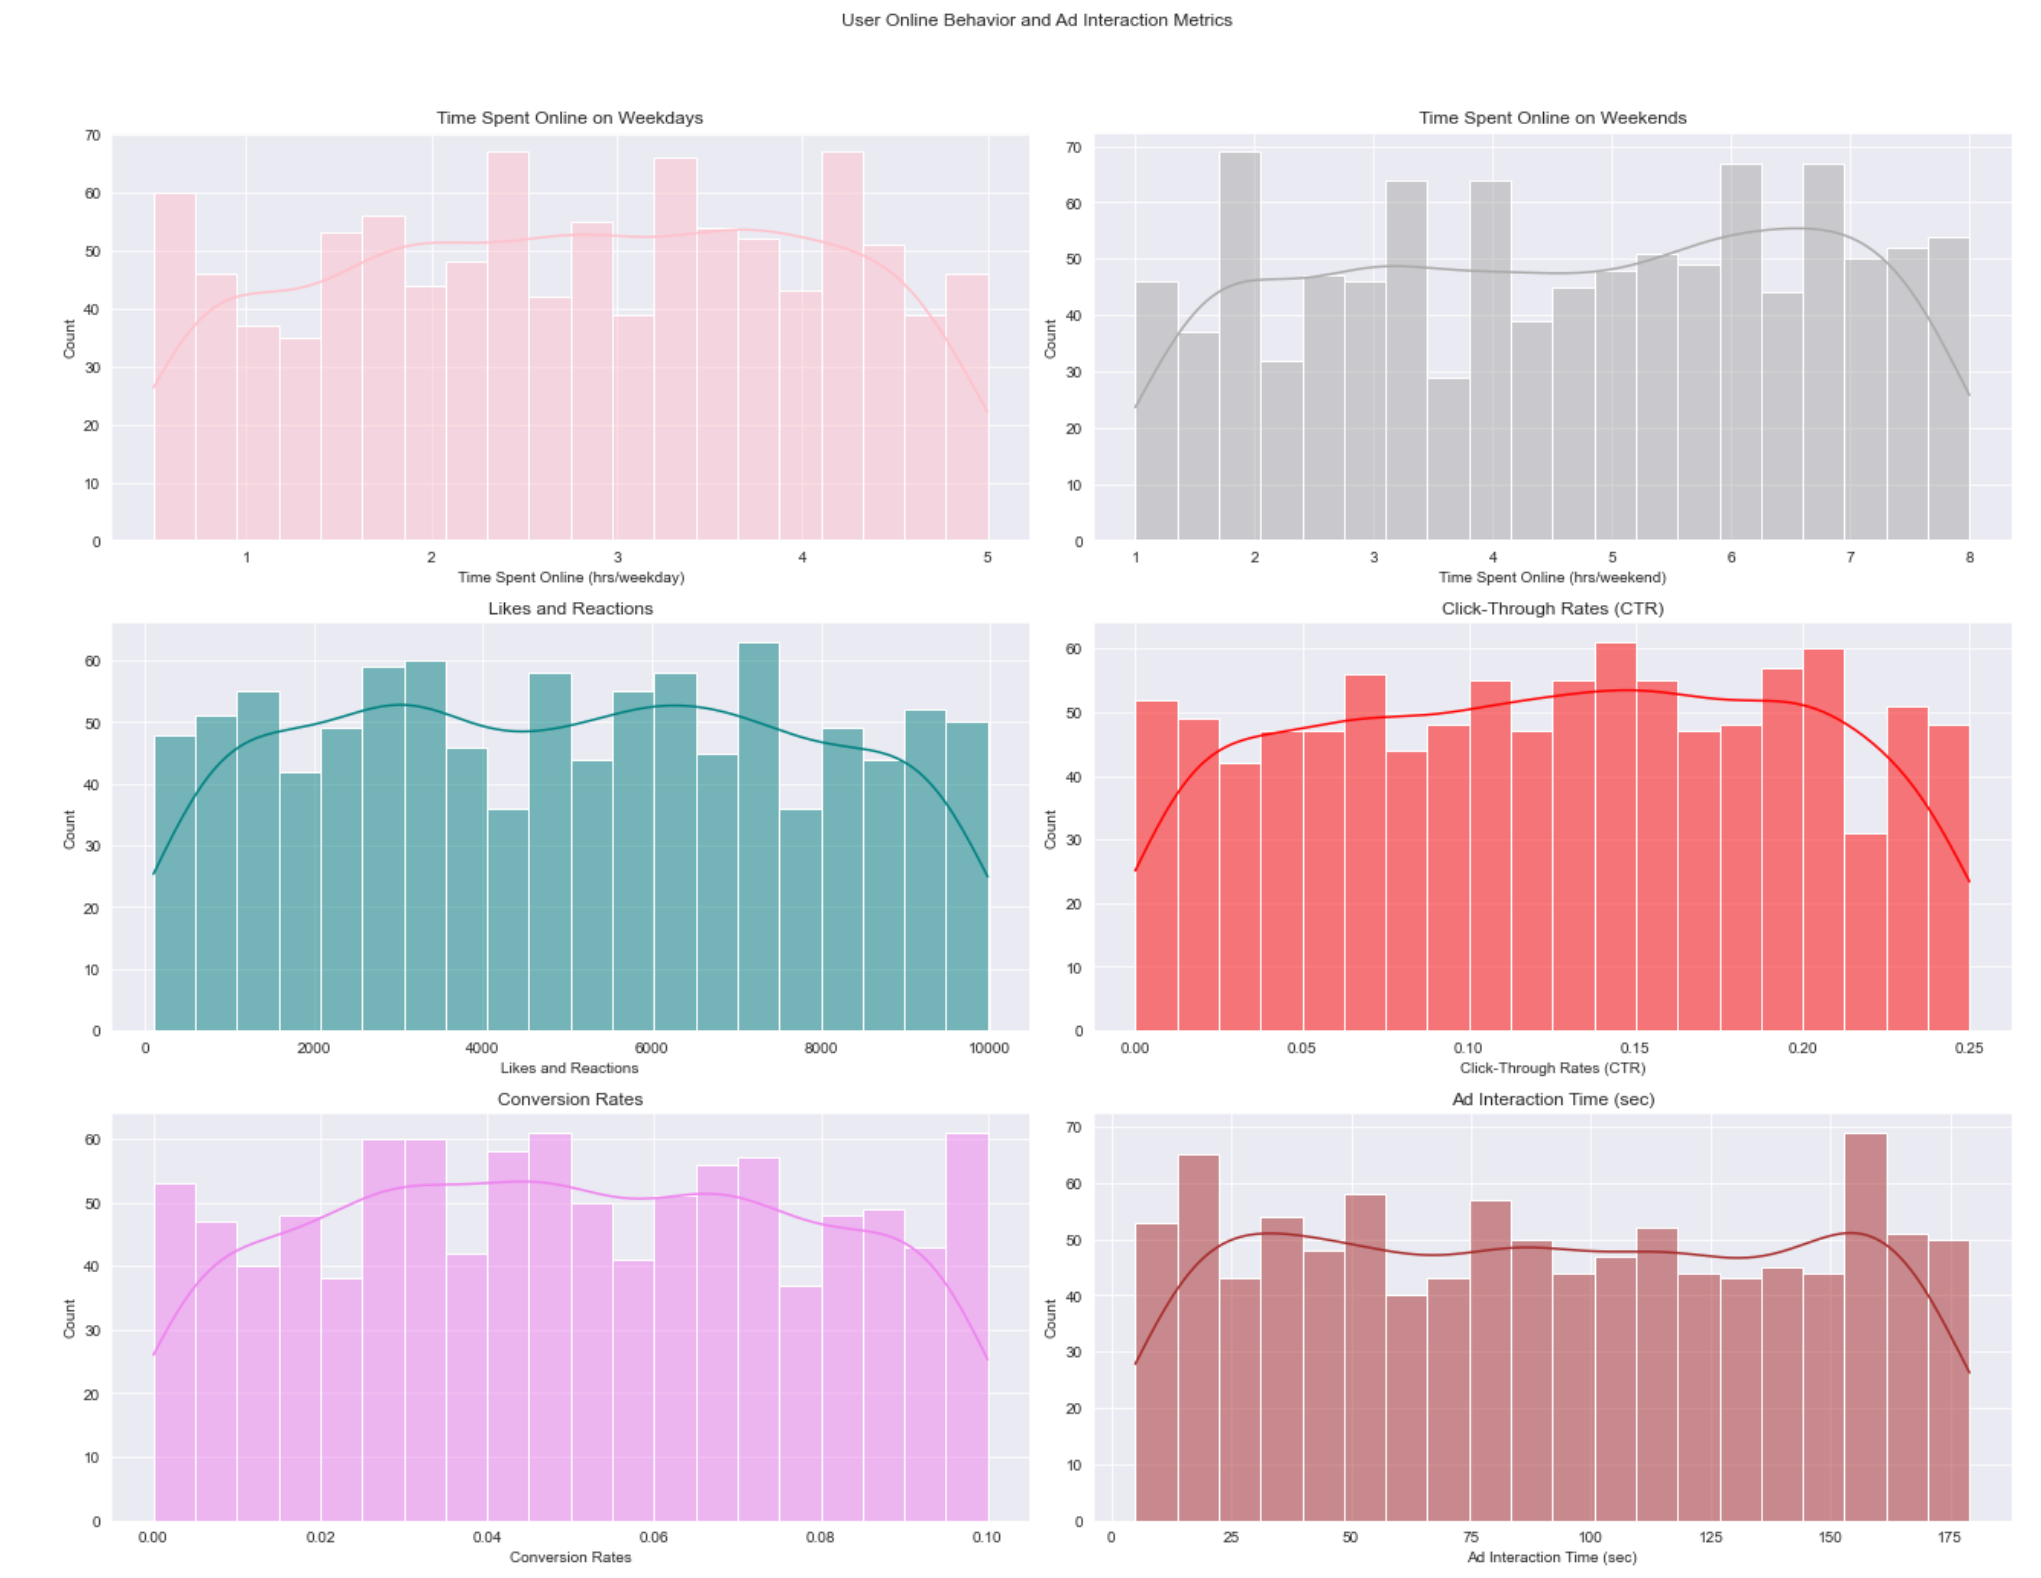 User Online Behavior and Ad Interaction Metrics
Time Spent Online on Weekdays
70
60
50
40
30
20
10
0
Count
1 2 3 4 5
Time Spent Online (hrs/weekday)
Time Spent Online on Weekends
70
60
50
40
30
20
10
0
Count
1 2 3 4 5 6 7 8
Time Spent Online (hrs/weekend)
Likes and Reactions
60
50
40
30
20
10
0
Count
0 2000 4000 6000 8000 10000
Likes and Reactions
Click-Through Rates (CTR)
60
50
40
30
20
10
0
Count
0.00 0.05 0.10 0.15 0.20 0.25
Click-Through Rates (CTR)
Conversion Rates
60
50
40
30
20
10
0
Count
0.00 0.02 0.04 0.06 0.08 0.10
Conversion Rates
Ad Interaction Time (sec)
70
60
50
40
30
20
10
0
Count
0 25 50 75 100 125 150 175
Ad Interaction Time (sec)